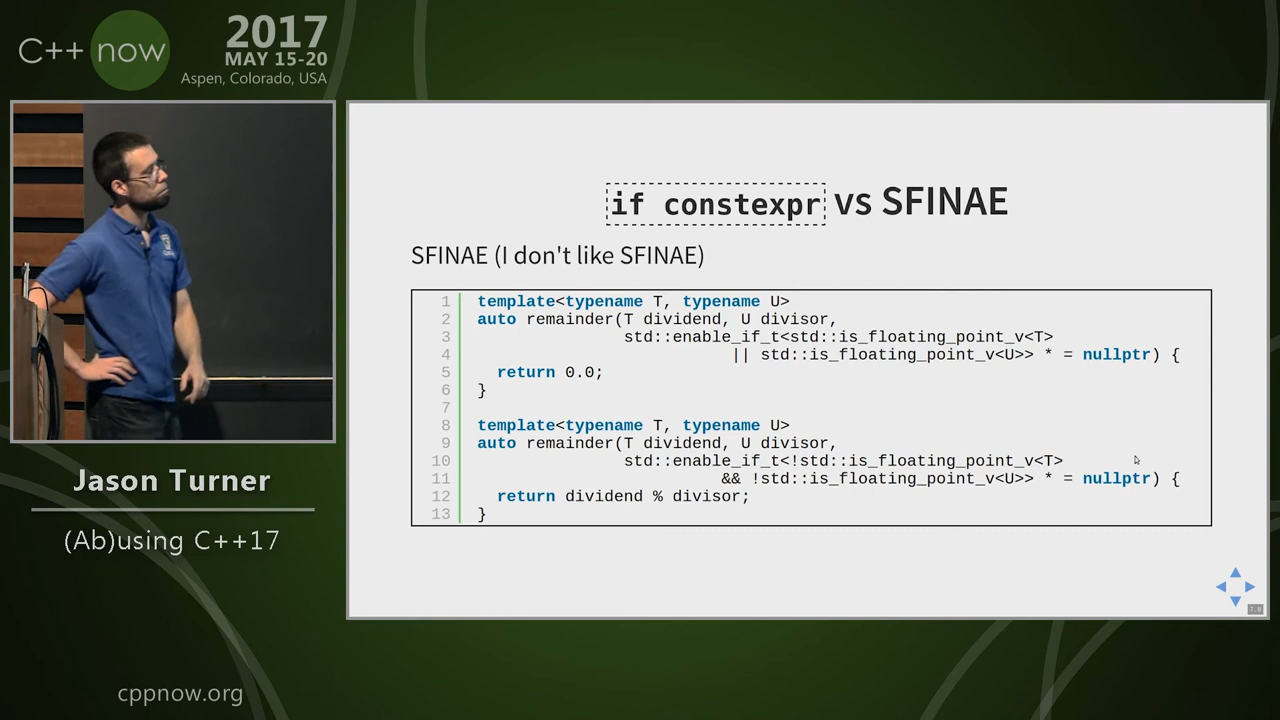 C++ now
2017
MAY 15-20
Aspen, Colorado, USA
if constexpr vs SFINAE
SFINAE (I don't like SFINAE)
1 template<typename T, typename U>
2 auto remainder(T dividend, U divisor,
3 std::enable_if_t<std::is_floating_point_v<T>
4 || std::is_floating_point_v<U>> * = nullptr) {
5 return 0.0;
6 }
7
8 template<typename T, typename U>
9 auto remainder(T dividend, U divisor,
10 std::enable_if_t<!std::is_floating_point_v<T>
11 && !std::is_floating_point_v<U>> * = nullptr) {
12 return dividend % divisor;
13 }
Jason Turner
(Ab)using C++17
cppnow.org